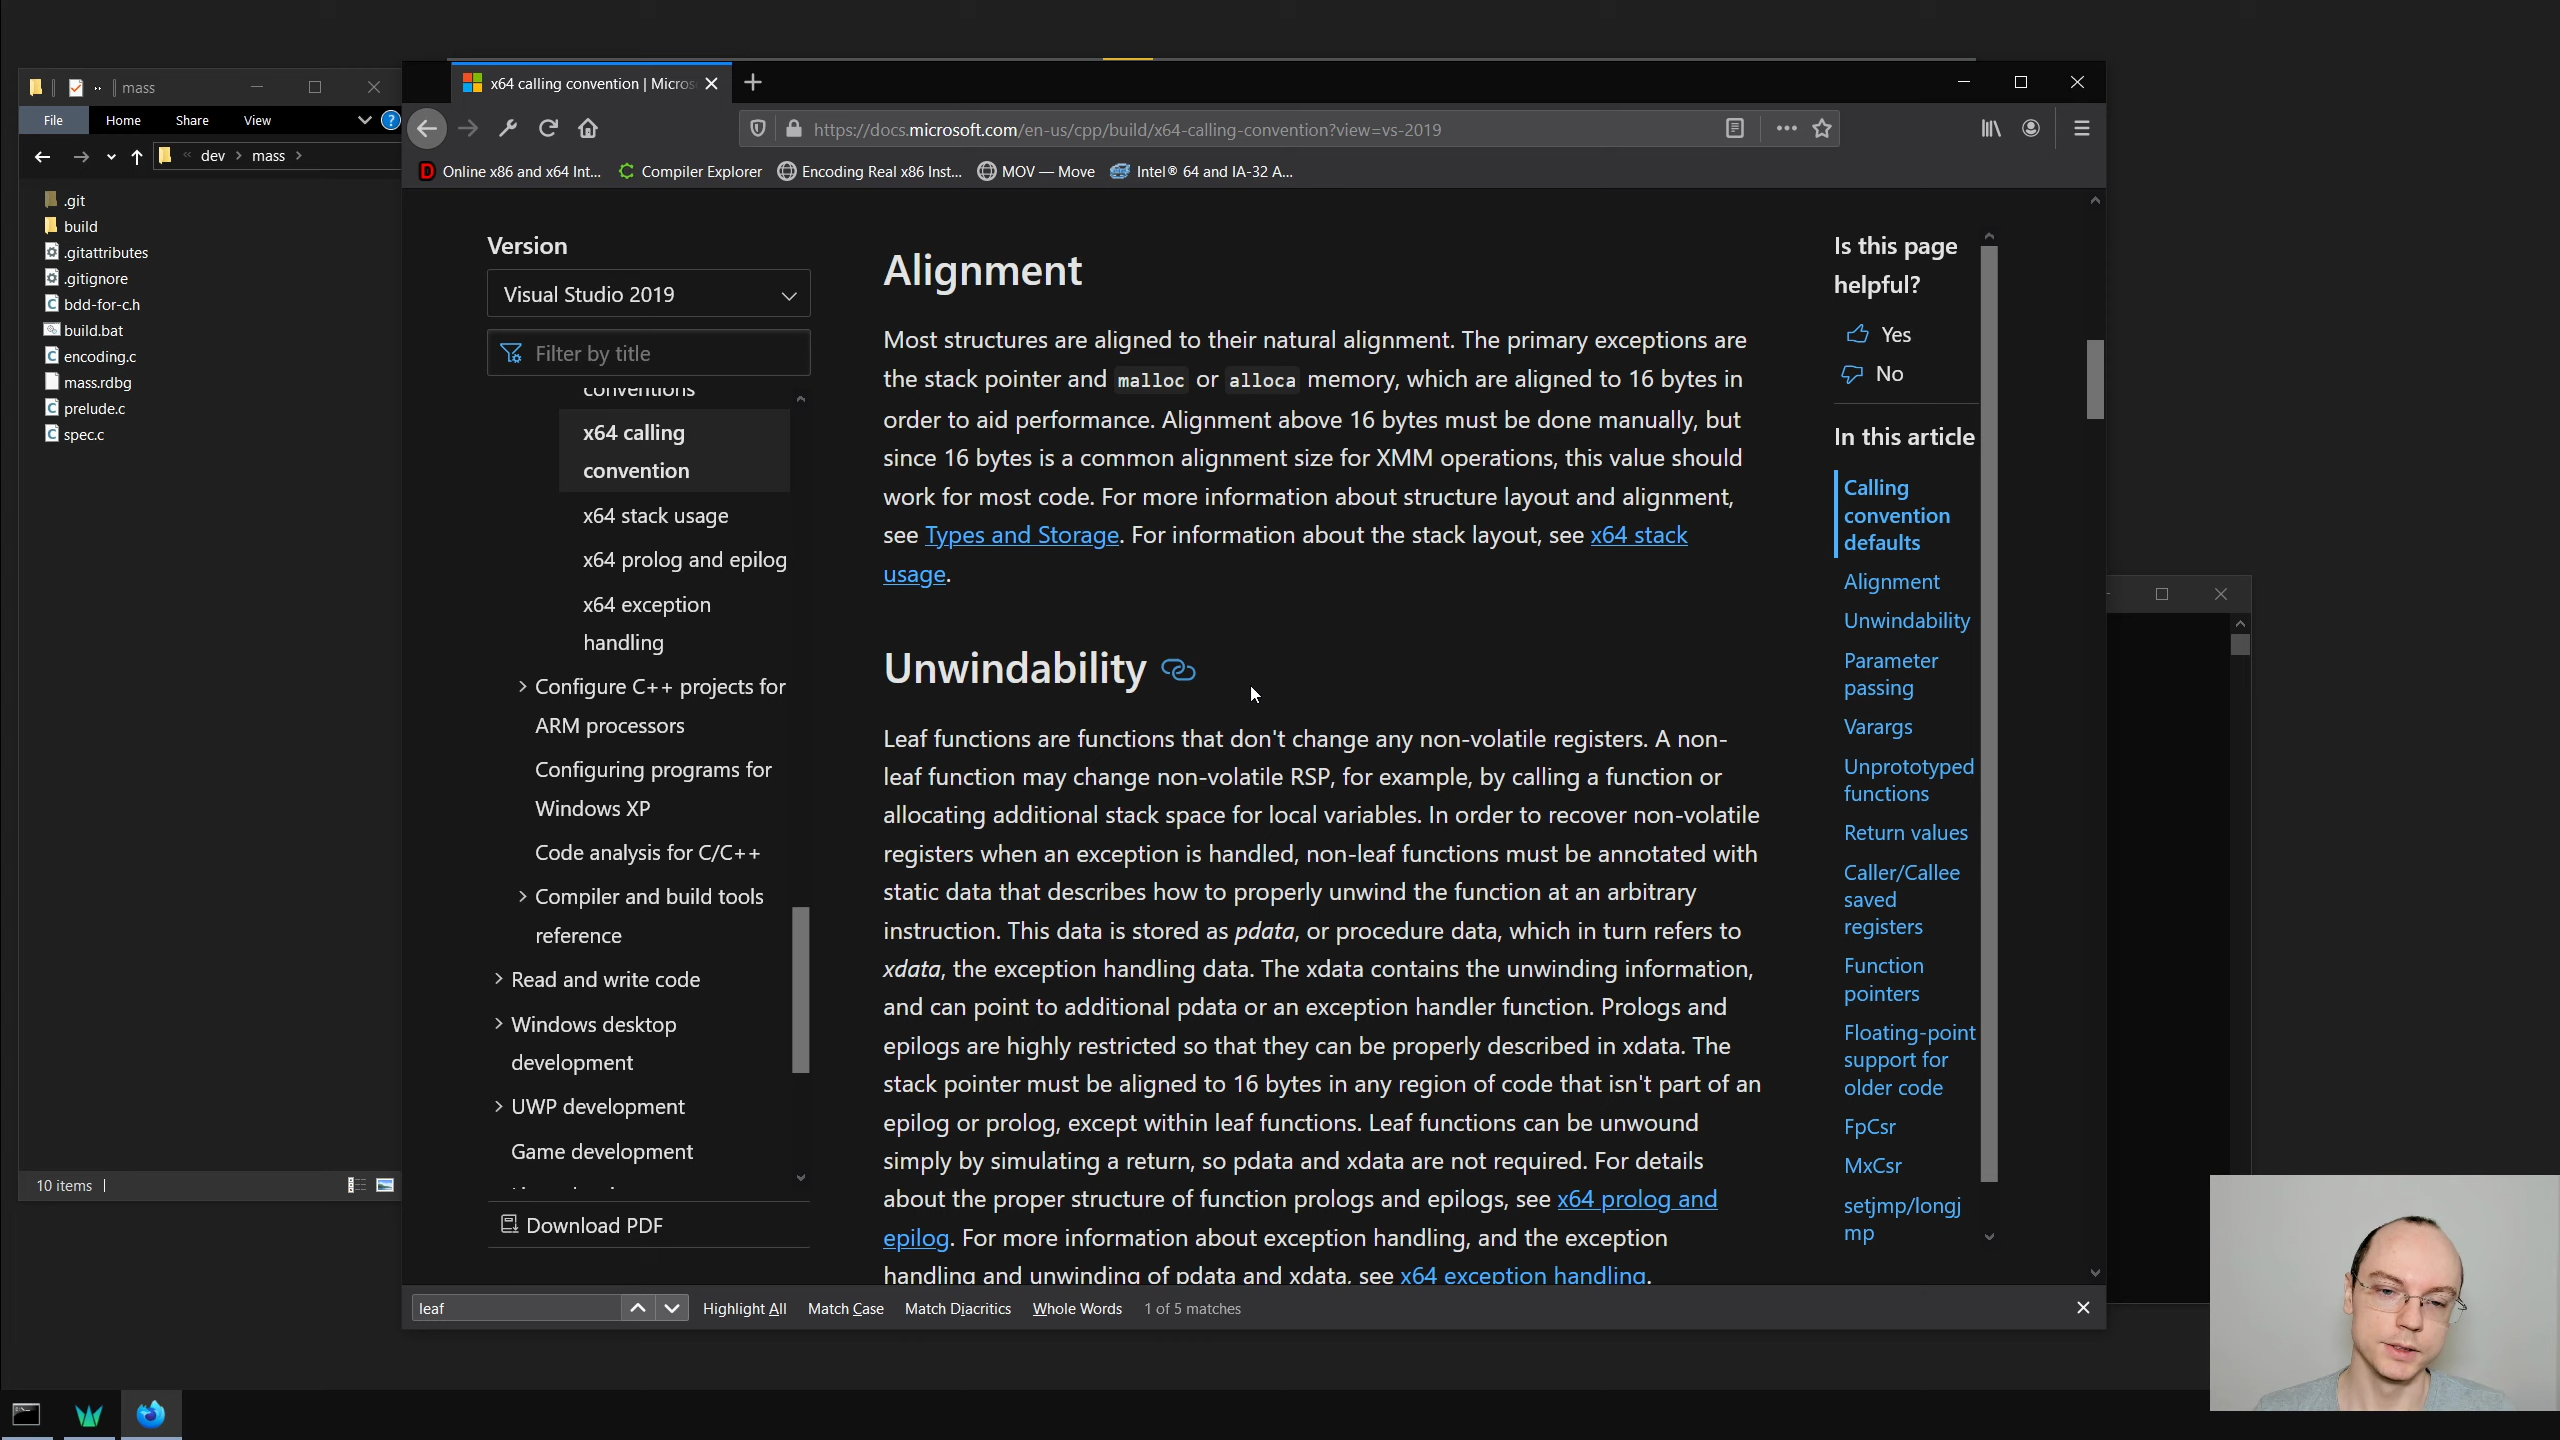 mass
File Home Share View
dev mass
.git
build
.gitattributes
.gitignore
bdd-for-c.h
build.bat
encoding.c
mass.rdbg
prelude.c
spec.c
10 items
x64 calling convention | Micros
https://docs.microsoft.com/en-us/cpp/build/x64-calling-convention?view=vs-2019
Online x86 and x64 Int... Compiler Explorer Encoding Real x86 Inst... MOV — Move Intel® 64 and IA-32 A...
Version
Visual Studio 2019
Filter by title
conventions
x64 calling
convention
x64 stack usage
x64 prolog and epilog
x64 exception
handling
Configure C++ projects for
ARM processors
Configuring programs for
Windows XP
Code analysis for C/C++
Compiler and build tools
reference
Read and write code
Windows desktop
development
UWP development
Game development
Download PDF
Alignment
Most structures are aligned to their natural alignment. The primary exceptions are
the stack pointer and malloc or alloca memory, which are aligned to 16 bytes in
order to aid performance. Alignment above 16 bytes must be done manually, but
since 16 bytes is a common alignment size for XMM operations, this value should
work for most code. For more information about structure layout and alignment,
see Types and Storage. For information about the stack layout, see x64 stack
usage.
Unwindability
Leaf functions are functions that don't change any non-volatile registers. A non-
leaf function may change non-volatile RSP, for example, by calling a function or
allocating additional stack space for local variables. In order to recover non-volatile
registers when an exception is handled, non-leaf functions must be annotated with
static data that describes how to properly unwind the function at an arbitrary
instruction. This data is stored as pdata, or procedure data, which in turn refers to
xdata, the exception handling data. The xdata contains the unwinding information,
and can point to additional pdata or an exception handler function. Prologs and
epilogs are highly restricted so that they can be properly described in xdata. The
stack pointer must be aligned to 16 bytes in any region of code that isn't part of an
epilog or prolog, except within leaf functions. Leaf functions can be unwound
simply by simulating a return, so pdata and xdata are not required. For details
about the proper structure of function prologs and epilogs, see x64 prolog and
epilog. For more information about exception handling, and the exception
handling and unwinding of pdata and xdata, see x64 exception handling.
Is this page
helpful?
Yes
No
In this article
Calling
convention
defaults
Alignment
Unwindability
Parameter
passing
Varargs
Unprototyped
functions
Return values
Caller/Callee
saved
registers
Function
pointers
Floating-point
support for
older code
FpCsr
MxCsr
setjmp/longj
mp
leaf Highlight All Match Case Match Diacritics Whole Words 1 of 5 matches